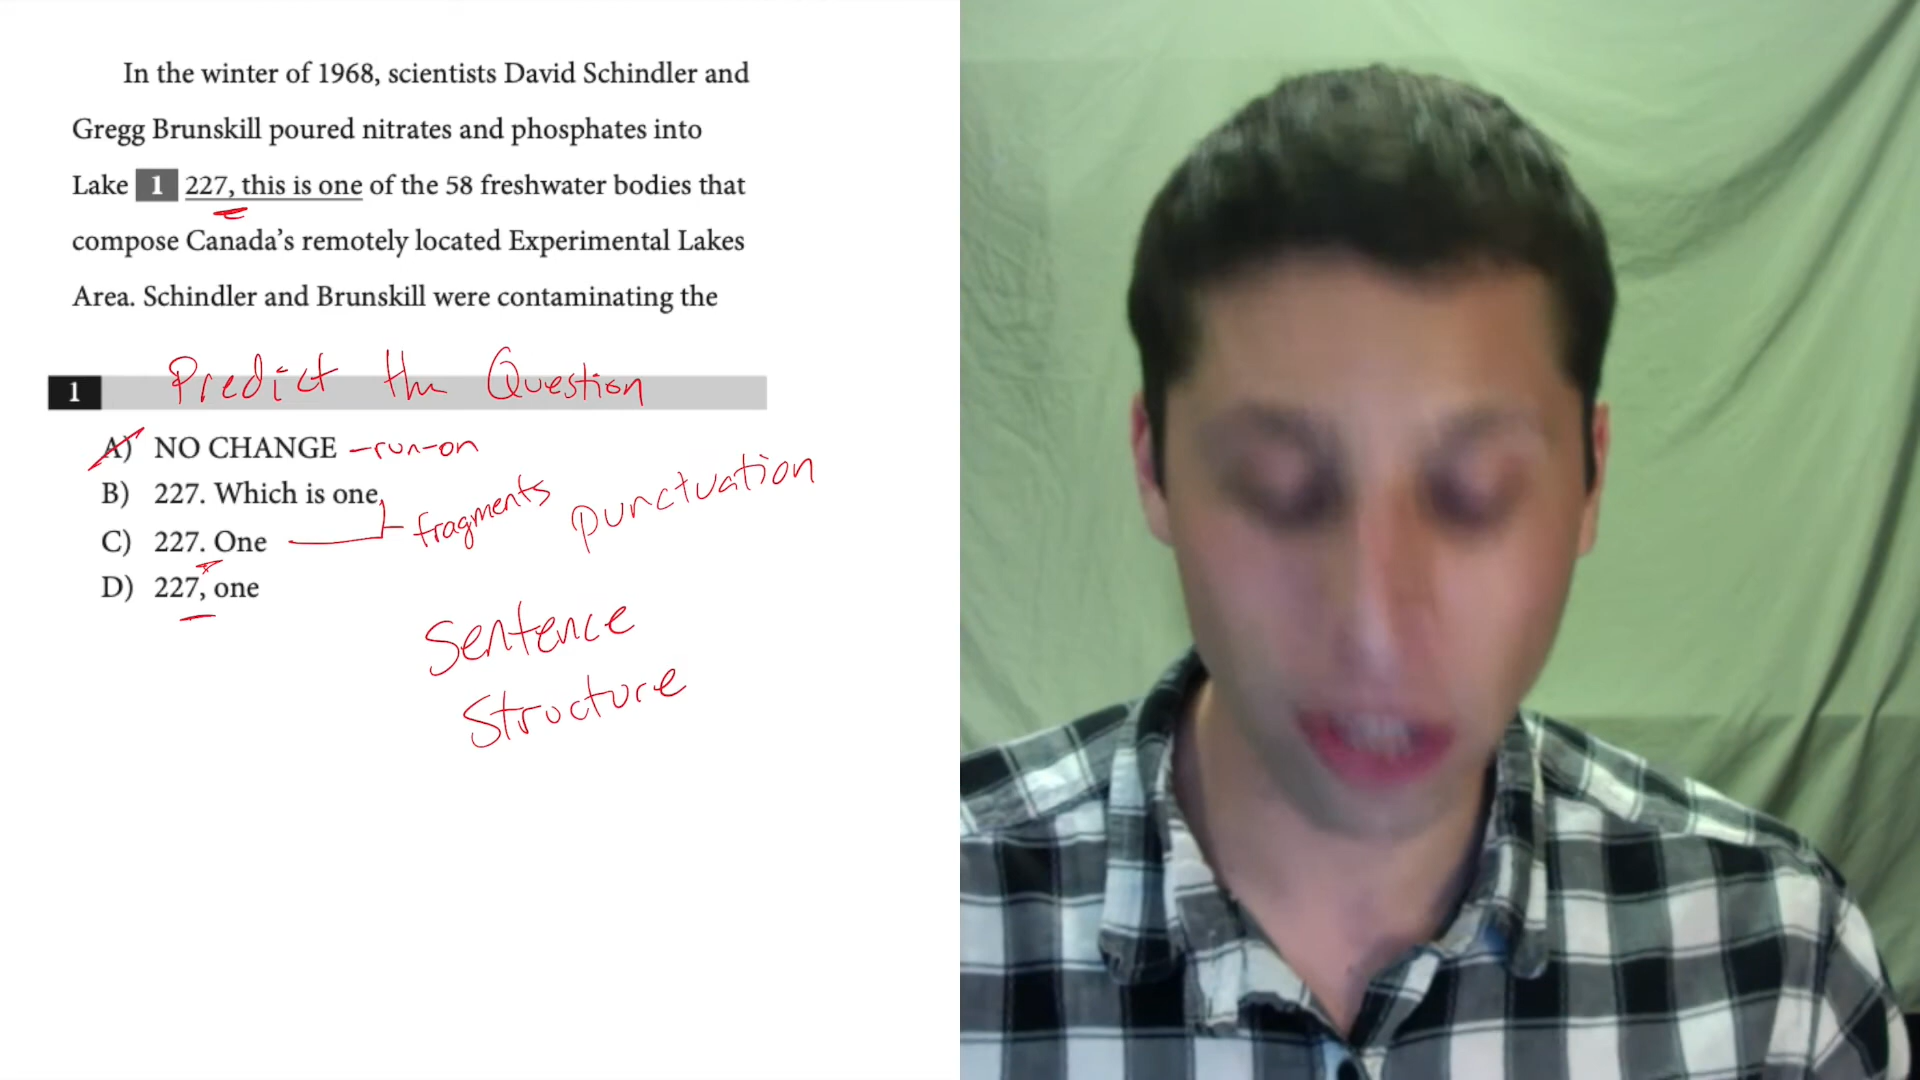 In the winter of 1968, scientists David Schindler and
Gregg Brunskill poured nitrates and phosphates into
Lake 1 227, this is one of the 58 freshwater bodies that
compose Canada’s remotely located Experimental Lakes
Area. Schindler and Brunskill were contaminating the
1 Predict the Question
A) NO CHANGE -run-on
B) 227. Which is one
C) 227. One
fragments
punctuation
D) 227, one
Sentence
Structure